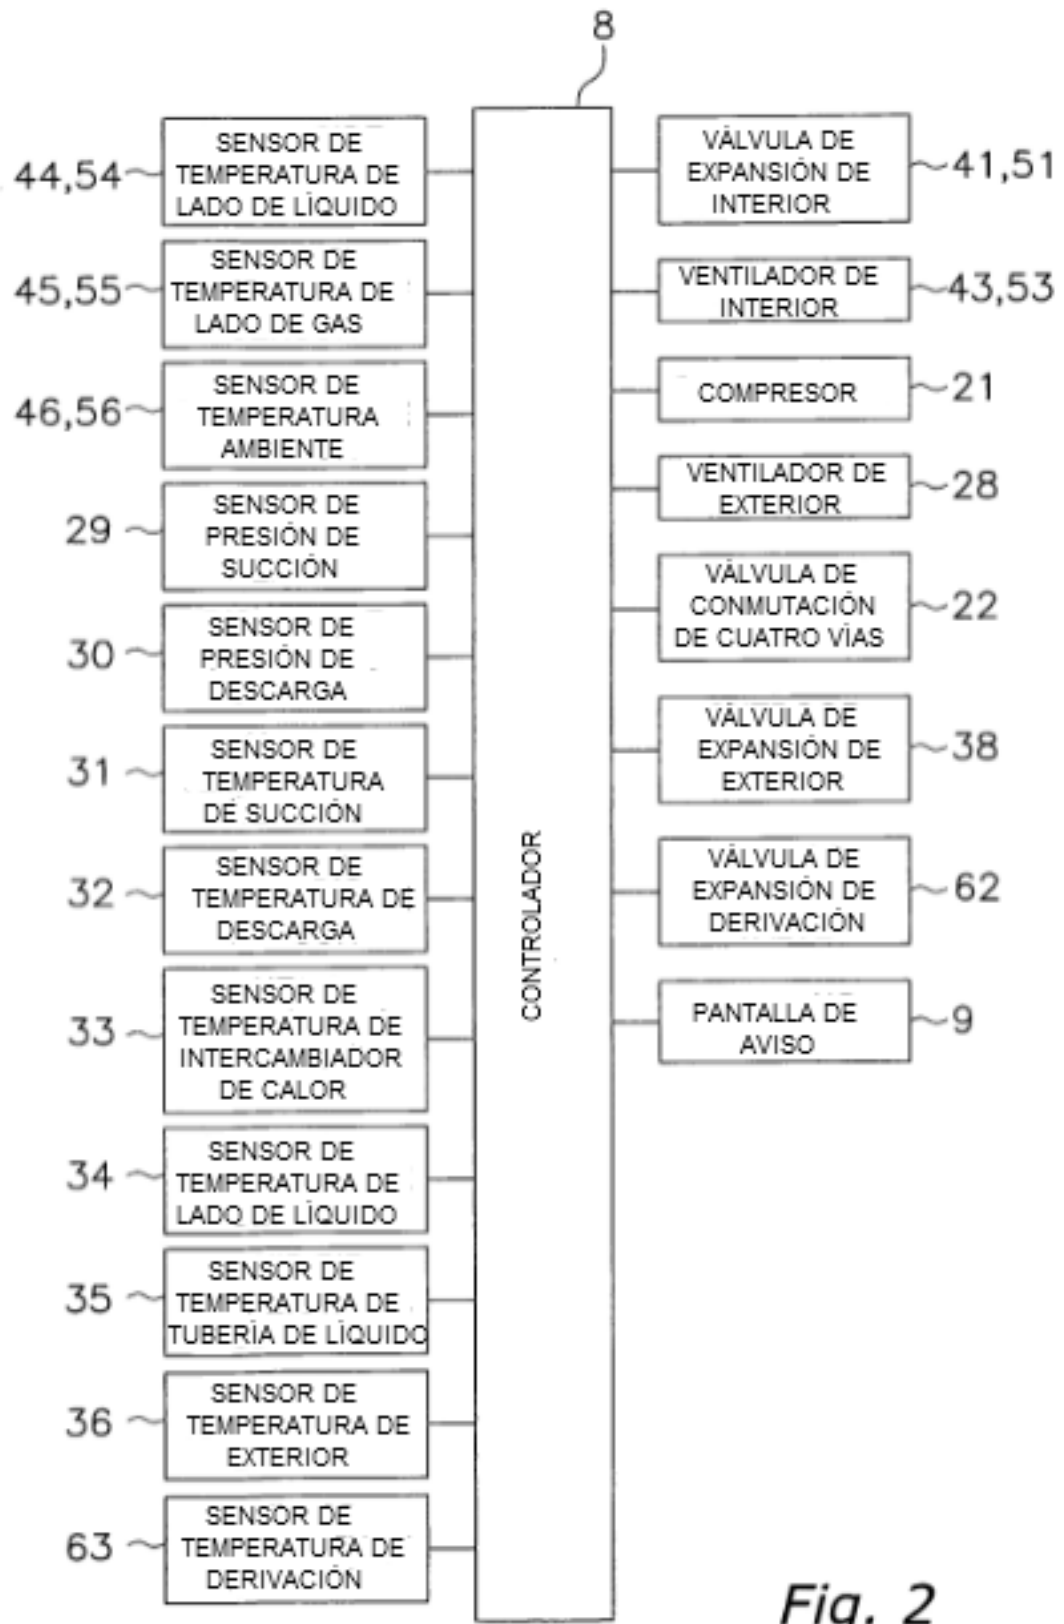 8
44,54
SENSOR DE
TEMPERATURA DE
LADO DE LÍQUIDO
45,55
SENSOR DE
TEMPERATURA DE
LADO DE GAS
46,56
SENSOR DE
TEMPERATURA
AMBIENTE
29
SENSOR DE
PRESIÓN DE
SUCCIÓN
30
SENSOR DE
PRESIÓN DE
DESCARGA
31
SENSOR DE
TEMPERATURA
DE SUCCIÓN
32
SENSOR DE
TEMPERATURA DE
DESCARGA
33
SENSOR DE
TEMPERATURA DE
INTERCAMBIADOR
DE CALOR
34
SENSOR DE
TEMPERATURA DE
LADO DE LÍQUIDO
35
SENSOR DE
TEMPERATURA DE
TUBERÍA DE LÍQUIDO
36
SENSOR DE
TEMPERATURA DE
EXTERIOR
63
SENSOR DE
TEMPERATURA DE
DERIVACIÓN
CONTROLADOR
VÁLVULA DE
EXPANSIÓN DE
INTERIOR
41,51
VENTILADOR DE
INTERIOR
43,53
COMPRESOR
21
VENTILADOR DE
EXTERIOR
28
VÁLVULA DE
CONMUTACIÓN
DE CUATRO VÍAS
22
VÁLVULA DE
EXPANSIÓN DE
EXTERIOR
38
VÁLVULA DE
EXPANSIÓN DE
DERIVACIÓN
62
PANTALLA DE
AVISO
9
Fig. 2